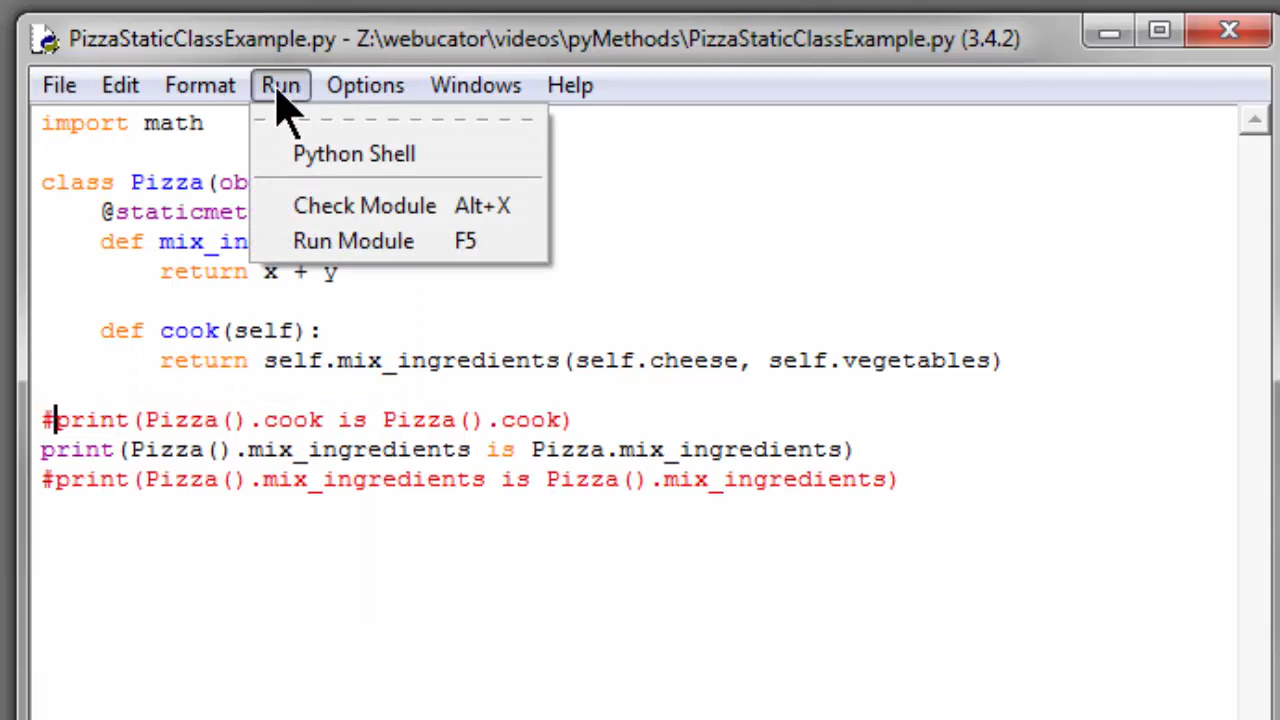 PizzaStaticClassExample.py - Z:\webucator\videos\pyMethods\PizzaStaticClassExample.py (3.4.2)
File Edit Format Run Options Windows Help
import math
Python Shell
class Pizza(ob
Check Module Alt+X
@staticmet
Run Module F5
def mix_in
return x + y
def cook(self):
return self.mix_ingredients(self.cheese, self.vegetables)
#print(Pizza().cook is Pizza().cook)
print(Pizza().mix_ingredients is Pizza.mix_ingredients)
#print(Pizza().mix_ingredients is Pizza().mix_ingredients)